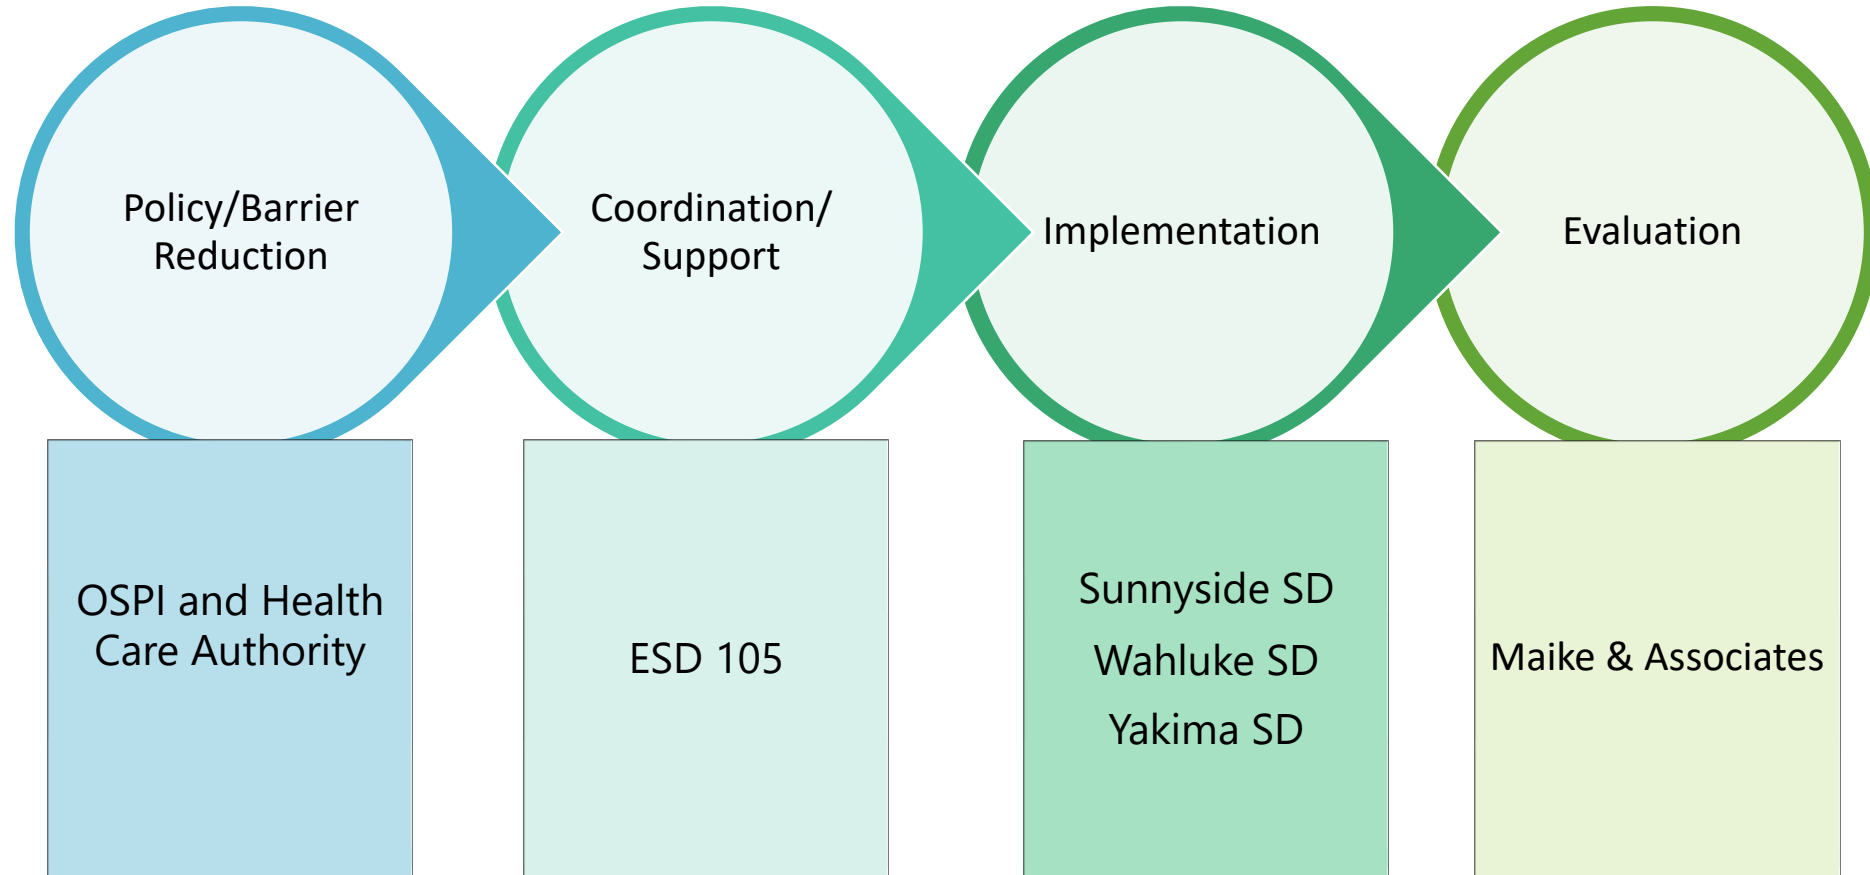 Policy/Barrier
Reduction
Coordination/
Support
Implementation
Evaluation
OSPI and Health
Care Authority
ESD 105
Sunnyside SD
Wahluke SD
Yakima SD
Maike & Associates